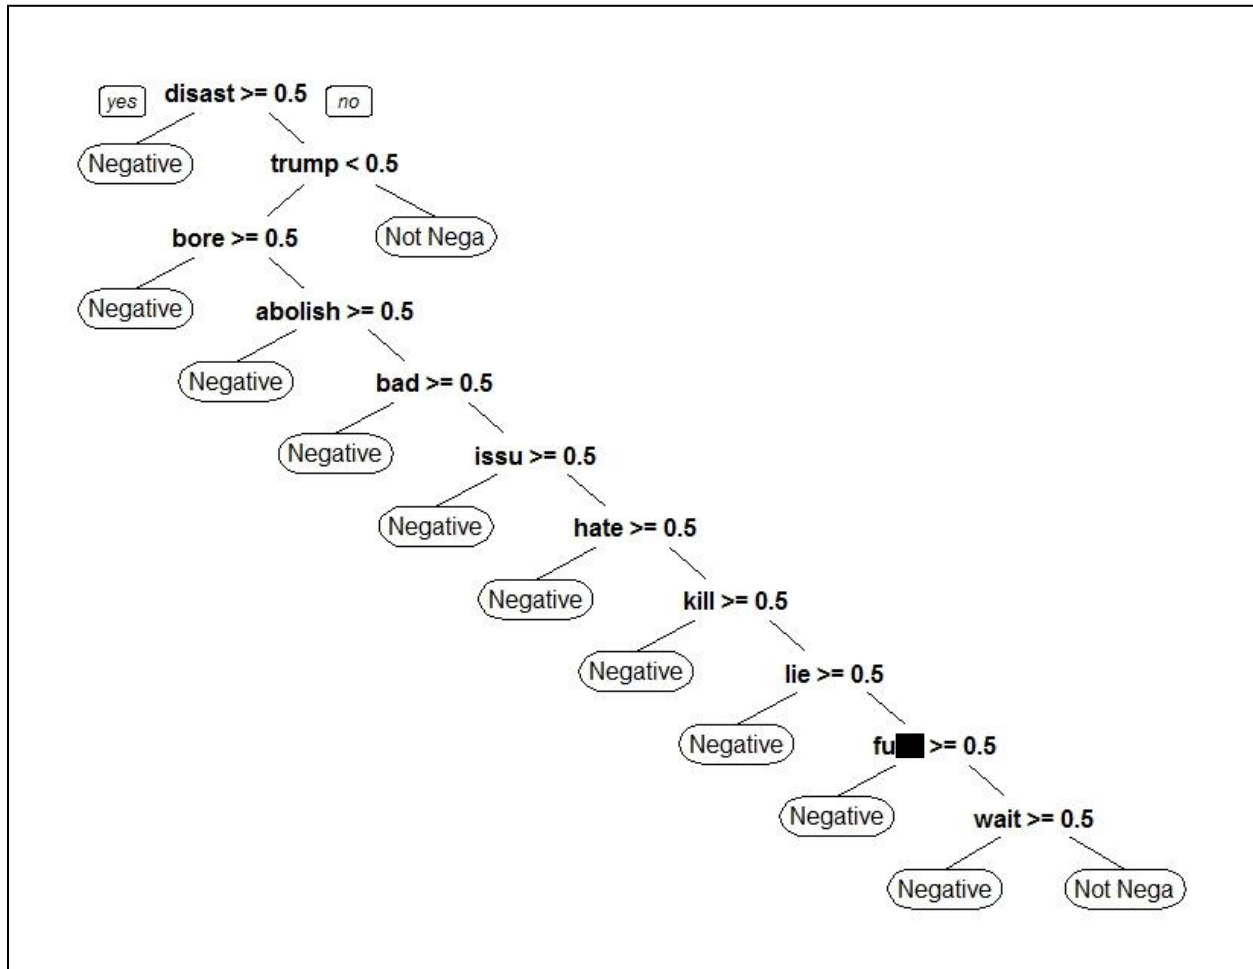 yes disast >= 0.5 no
Negative trump < 0.5
bore >= 0.5 Not Nega
Negative abolish >= 0.5
Negative bad >= 0.5
Negative issu >= 0.5
Negative hate >= 0.5
Negative kill >= 0.5
Negative lie >= 0.5
Negative fu >= 0.5
Negative wait >= 0.5
Negative Not Nega